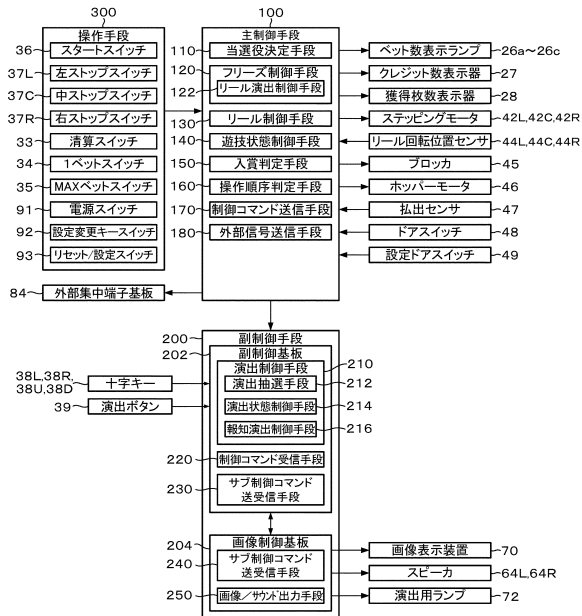 300
操作手段
36 スタートスイッチ
37L 左ストップスイッチ
37C 中ストップスイッチ
37R 右ストップスイッチ
33 清算スイッチ
34 1ベットスイッチ
35 MAXベットスイッチ
91 電源スイッチ
92 設定変更キースイッチ
93 リセット/設定スイッチ
84 外部集中端子基板
100
主制御手段
110 当選役決定手段
120 フリーズ制御手段
122 リール演出制御手段
130 リール制御手段
140 遊技状態制御手段
150 入賞判定手段
160 操作順序判定手段
170 制御コマンド送信手段
180 外部信号送信手段
ベット数表示ランプ 26a～26c
クレジット数表示器 27
獲得枚数表示器 28
ステッピングモータ 42L,42C,42R
リール回転位置センサ 44L,44C,44R
ブロッカ 45
ホッパーモータ 46
払出センサ 47
ドアスイッチ 48
設定ドアスイッチ 49
200 副制御手段
202 副制御基板
演出制御手段 210
演出抽選手段 212
演出状態制御手段 214
報知演出制御手段 216
38L,38R,
38U,38D 十字キー
39 演出ボタン
220 制御コマンド受信手段
230 サブ制御コマンド
送受信手段
204 画像制御基板
240 サブ制御コマンド
送受信手段
250 画像／サウンド出力手段
画像表示装置 70
スピーカ 64L,64R
演出用ランプ 72